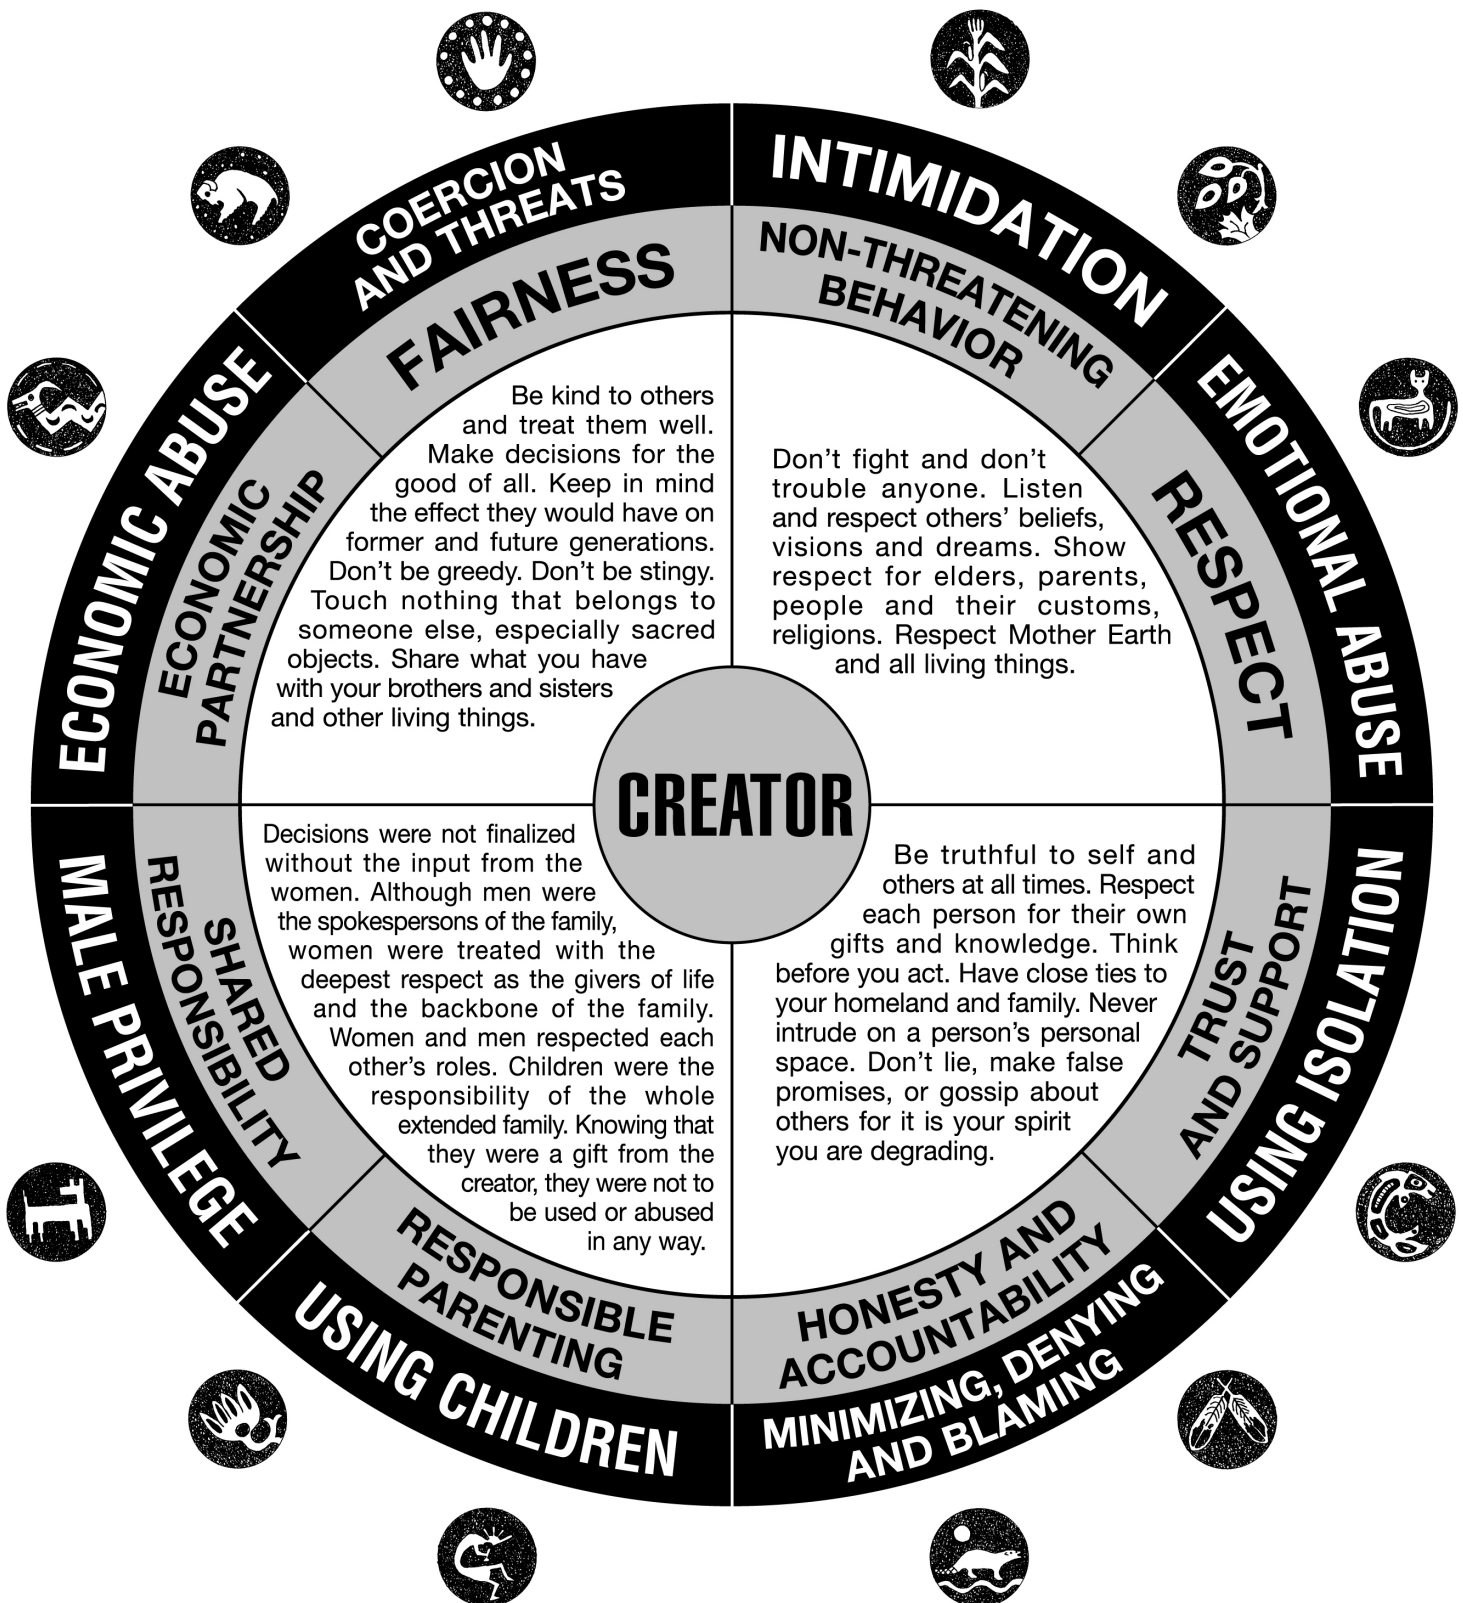 COERCION
AND THREATS
INTIMIDATION
EMOTIONAL ABUSE
USING ISOLATION
MINIMIZING, DENYING
AND BLAMING
USING CHILDREN
MALE PRIVILEGE
ECONOMIC ABUSE
FAIRNESS
NON-THREATENING
BEHAVIOR
RESPECT
TRUST
AND SUPPORT
HONESTY AND
ACCOUNTABILITY
RESPONSIBLE
PARENTING
SHARED
RESPONSIBILITY
ECONOMIC
PARTNERSHIP
Be kind to others
and treat them well.
Make decisions for the
good of all. Keep in mind
the effect they would have on
former and future generations.
Don’t be greedy. Don’t be stingy.
Touch nothing that belongs to
someone else, especially sacred
objects. Share what you have
with your brothers and sisters
and other living things.
Don’t fight and don’t
trouble anyone. Listen
and respect others’ beliefs,
visions and dreams. Show
respect for elders, parents,
people and their customs,
religions. Respect Mother Earth
and all living things.
CREATOR
Decisions were not finalized
without the input from the
women. Although men were
the spokespersons of the family,
women were treated with the
deepest respect as the givers of life
and the backbone of the family.
Women and men respected each
other’s roles. Children were the
responsibility of the whole
extended family. Knowing that
they were a gift from the
creator, they were not to
be used or abused
in any way.
Be truthful to self and
others at all times. Respect
each person for their own
gifts and knowledge. Think
before you act. Have close ties to
your homeland and family. Never
intrude on a person’s personal
space. Don’t lie, make false
promises, or gossip about
others for it is your spirit
you are degrading.